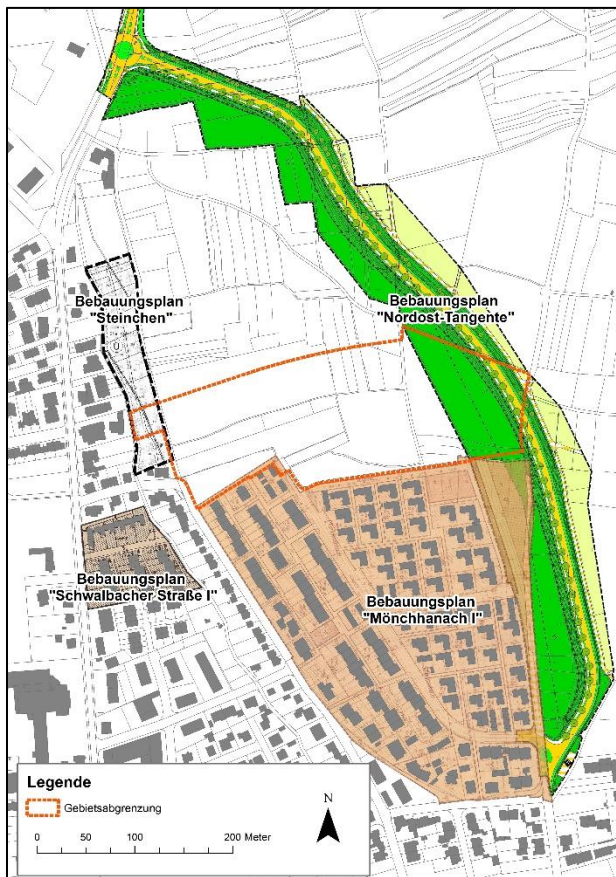 Bebauungsplan
"Steinchen"
Bebauungsplan
"Nordost-Tangente"
Bebauungsplan
"Schwalbacher Straße I"
Bebauungsplan
"Mönchhanach I"
Legende
Gebietsabgrenzung
N
0 50 100 200 Meter